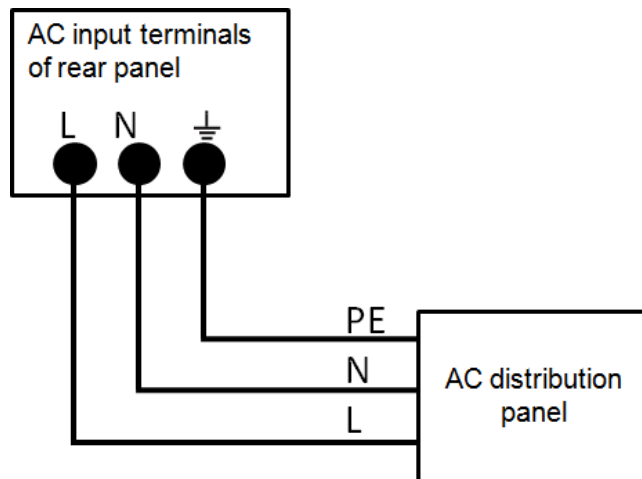 AC input terminals
of rear panel
L N
PE
N
L
AC distribution
panel